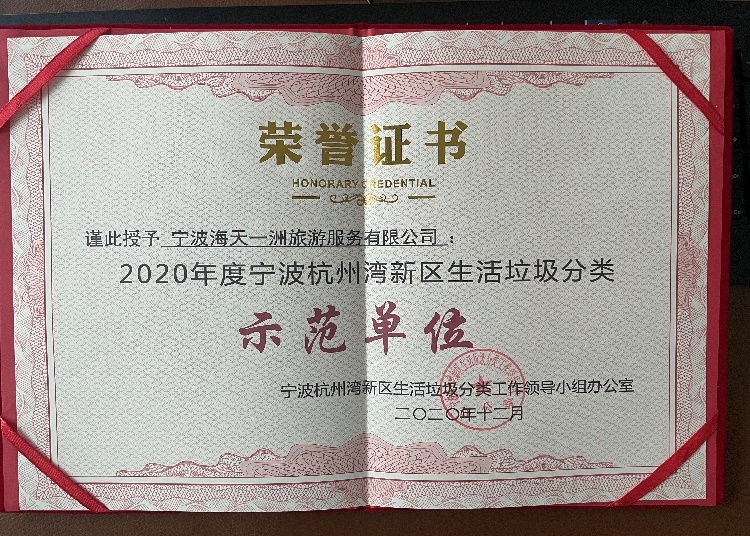 荣誉证书
HONORARY CREDENTIAL
谨此授予 宁波海天一洲旅游服务有限公司 :
2020年度宁波杭州湾新区生活垃圾分类
示范单位
宁波杭州湾新区生活垃圾分类工作领导小组办公室
二〇二〇年十二月